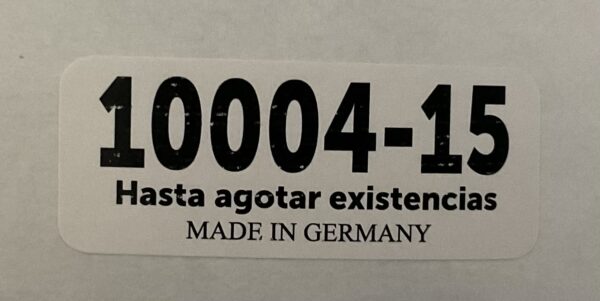 10004-15
Hasta agotar existencias
MADE IN GERMANY